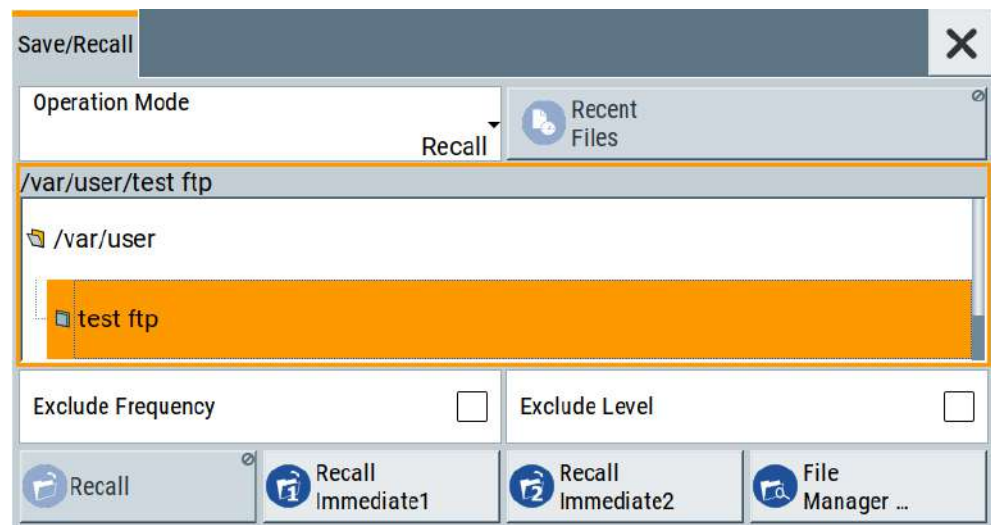 Save/Recall
Operation Mode
Recall
Recent
Files
/var/user/test ftp
/var/user
test ftp
Exclude Frequency
Exclude Level
Recall
Recall
Immediate1
Recall
Immediate2
File
Manager ...